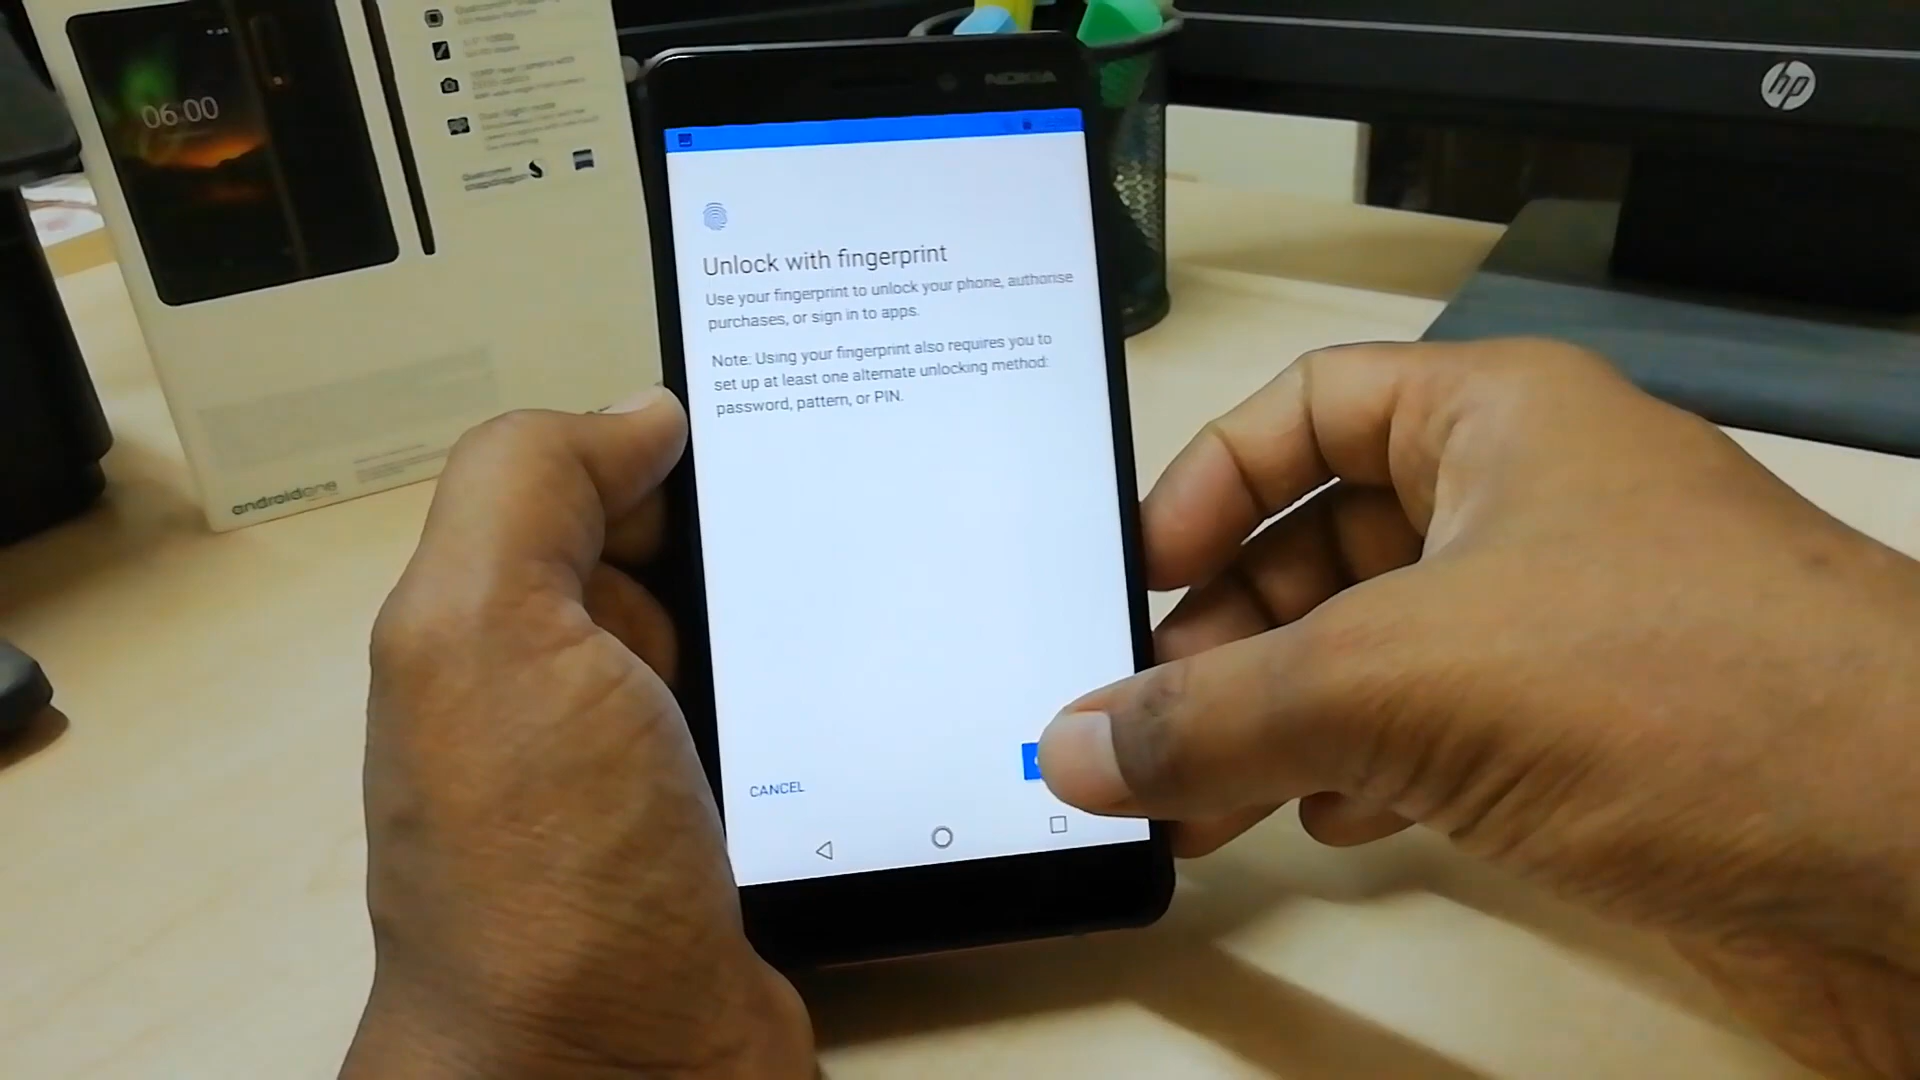 06:00
Qualcomm
snapdragon
androidone
NOKIA
hp
Unlock with fingerprint
Use your fingerprint to unlock your phone, authorise
purchases, or sign in to apps.
Note: Using your fingerprint also requires you to
set up at least one alternate unlocking method:
password, pattern, or PIN.
CANCEL